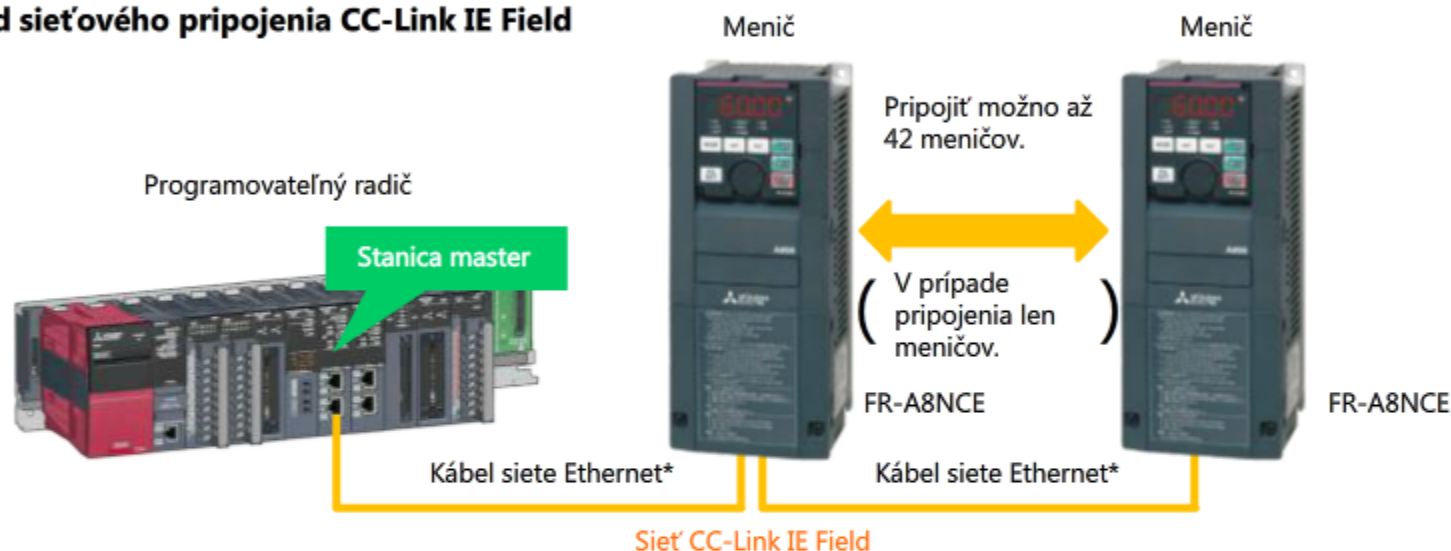 d sieťového pripojenia CC-Link IE Field
Menič
Menič
Pripojiť možno až
42 meničov.
Programovateľný radič
Stanica master
( V prípade
pripojenia len
meničov. )
FR-A8NCE
FR-A8NCE
Kábel siete Ethernet*
Kábel siete Ethernet*
Sieť CC-Link IE Field